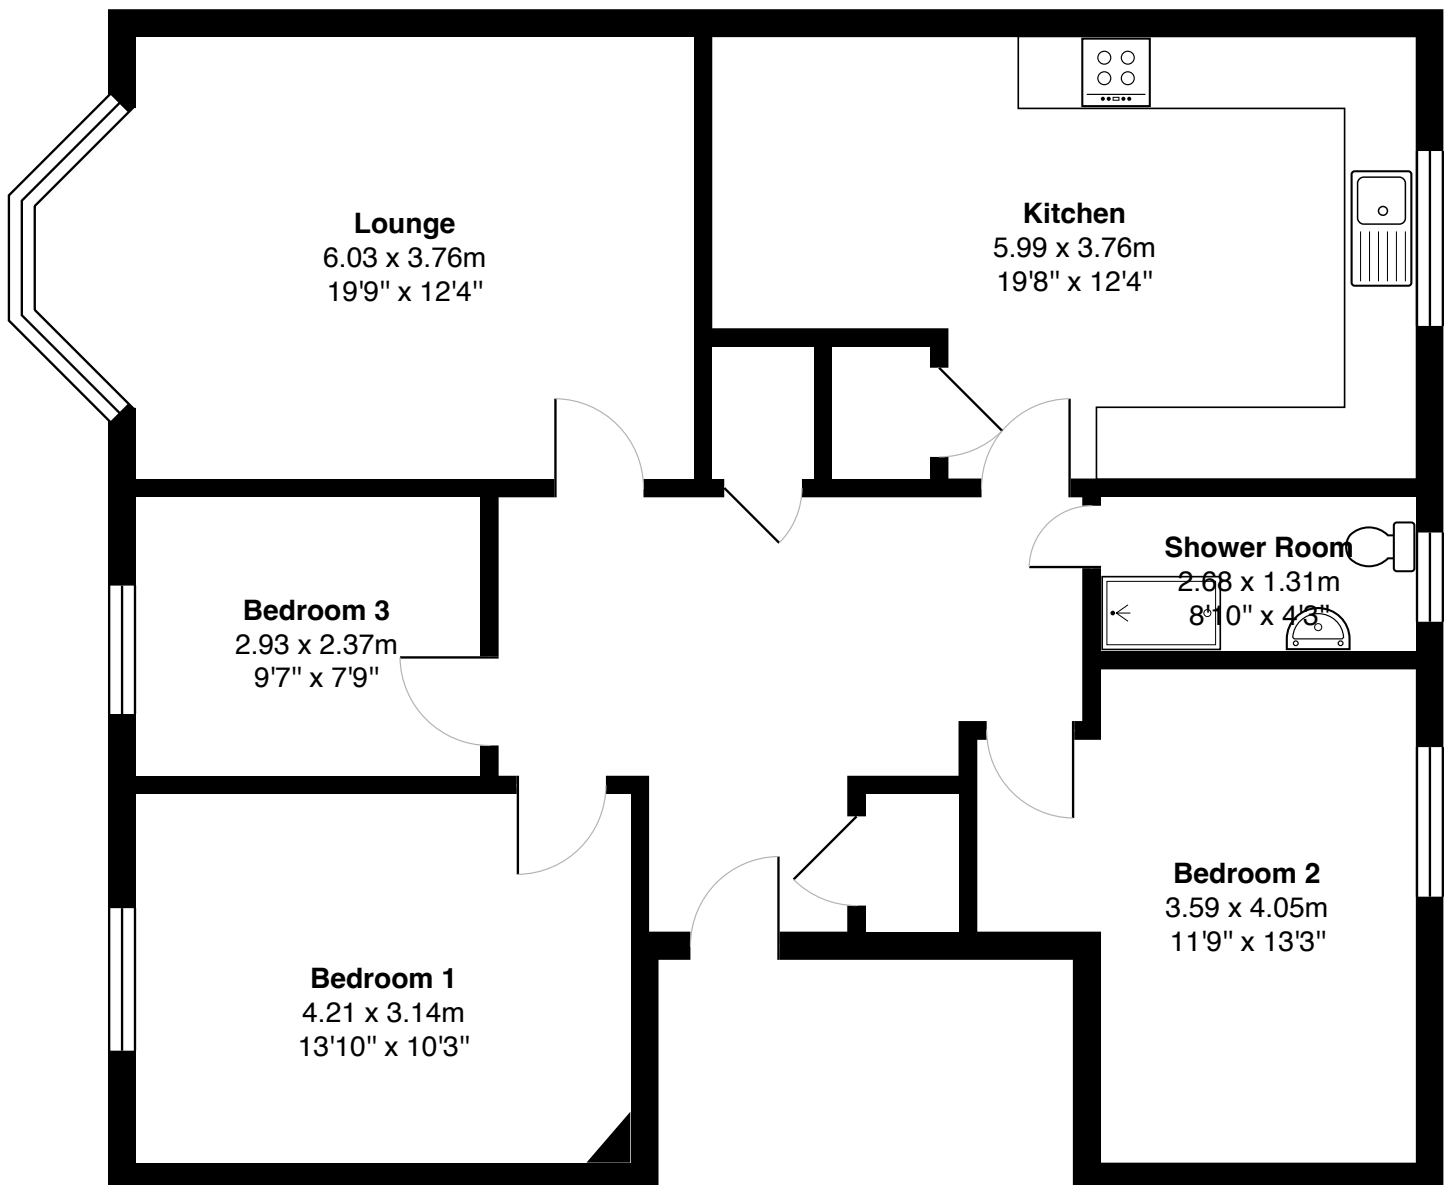 Lounge
6.03 x 3.76m
19'9" x 12'4"
Kitchen
5.99 x 3.76m
19'8" x 12'4"
Shower Room
2.68 x 1.31m
8'10" x 4'3"
Bedroom 3
2.93 x 2.37m
9'7" x 7'9"
Bedroom 2
3.59 x 4.05m
11'9" x 13'3"
Bedroom 1
4.21 x 3.14m
13'10" x 10'3"